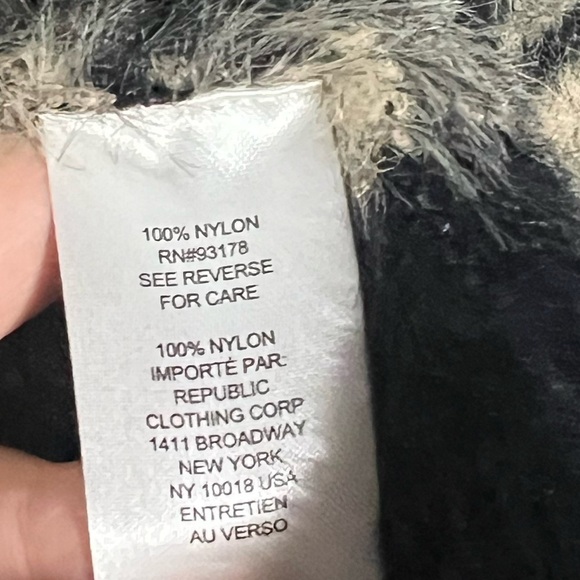 100% NYLON
RN#93178
SEE REVERSE
FOR CARE
100% NYLON
IMPORTÉ PAR:
REPUBLIC
CLOTHING CORP
1411 BROADWAY
NEW YORK
NY 10018 USA
ENTRETIEN
AU VERSO